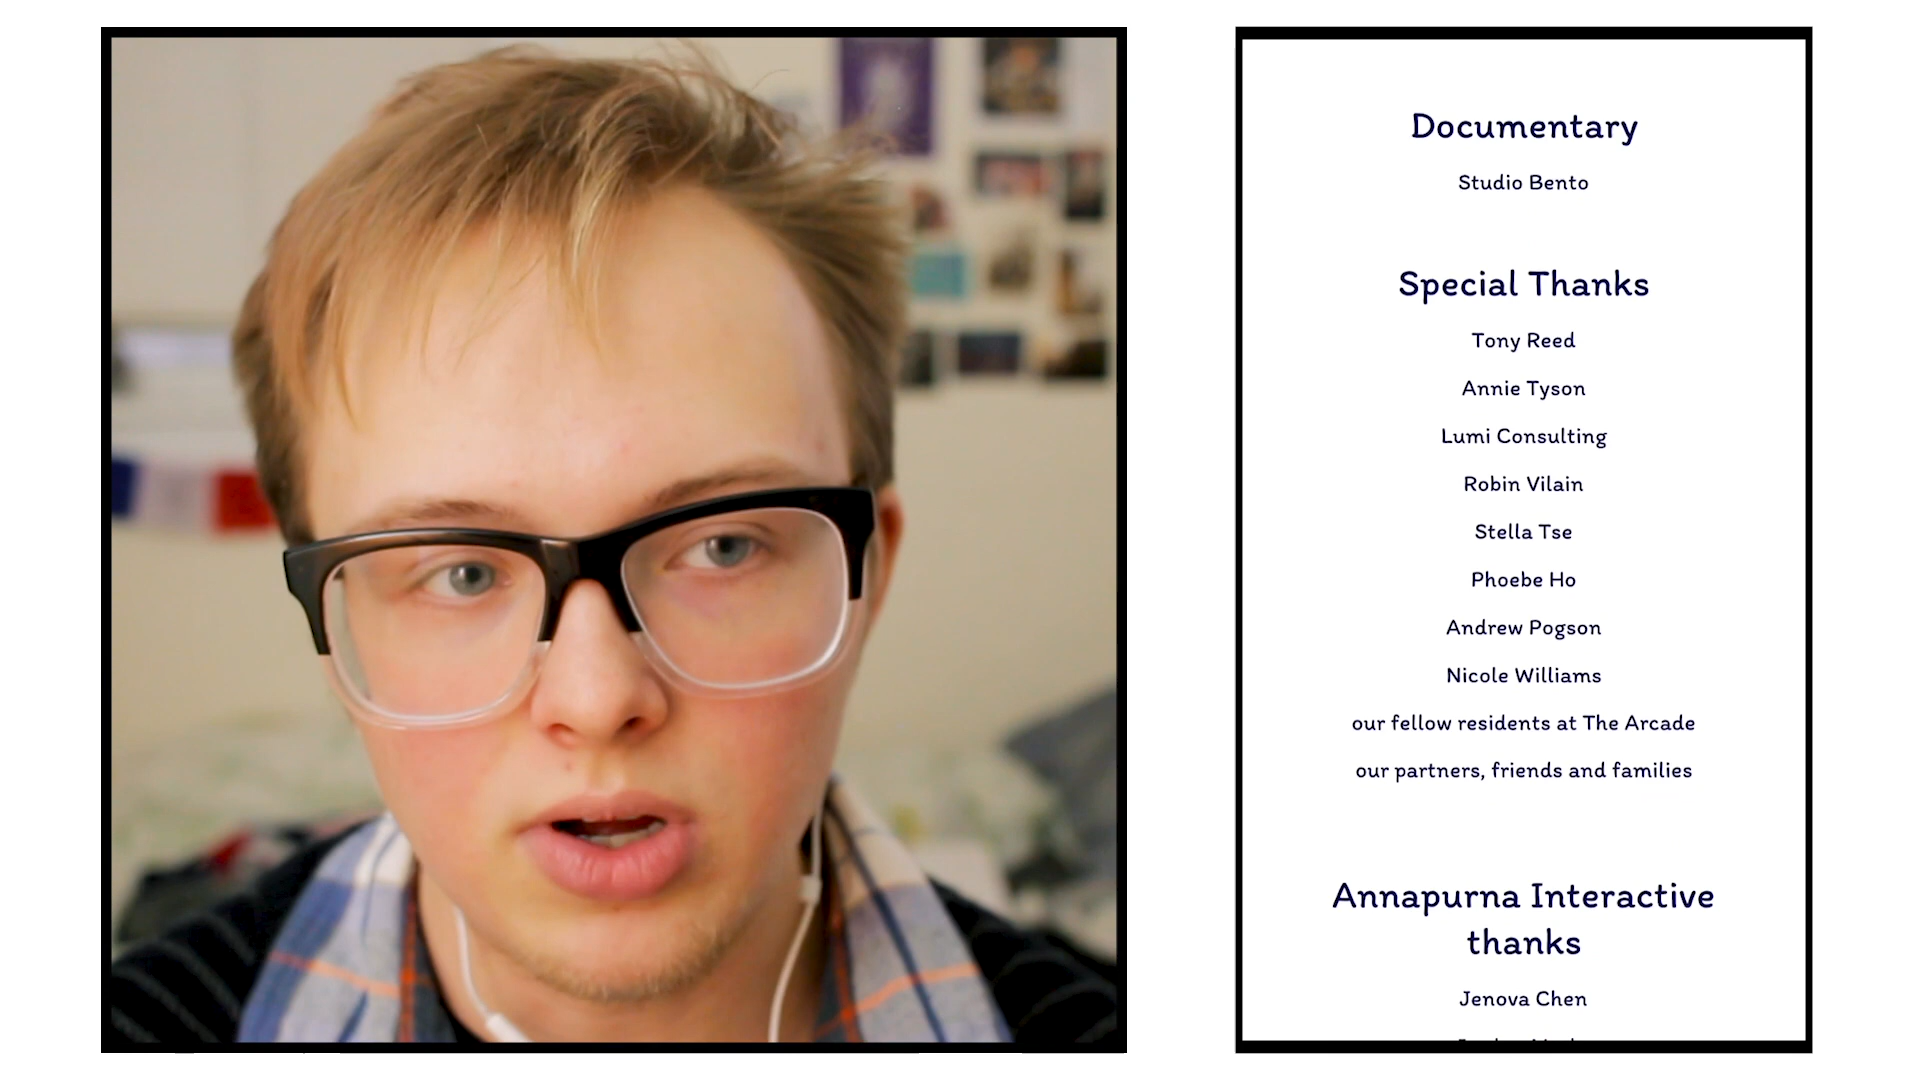 Documentary
Studio Bento
Special Thanks
Tony Reed
Annie Tyson
Lumi Consulting
Robin Vilain
Stella Tse
Phoebe Ho
Andrew Pogson
Nicole Williams
our fellow residents at The Arcade
our partners, friends and families
Annapurna Interactive
thanks
Jenova Chen